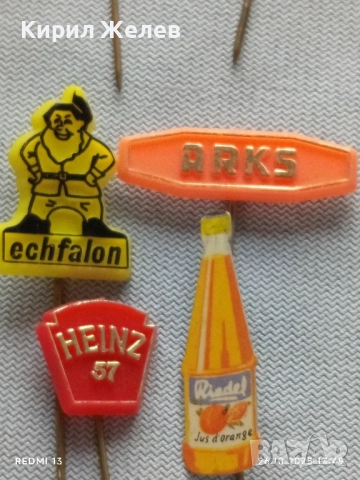 Кирил Желев
ARKS
echfalon
HEINZ
57
Riedel
Jus d'orange
REDMI 13